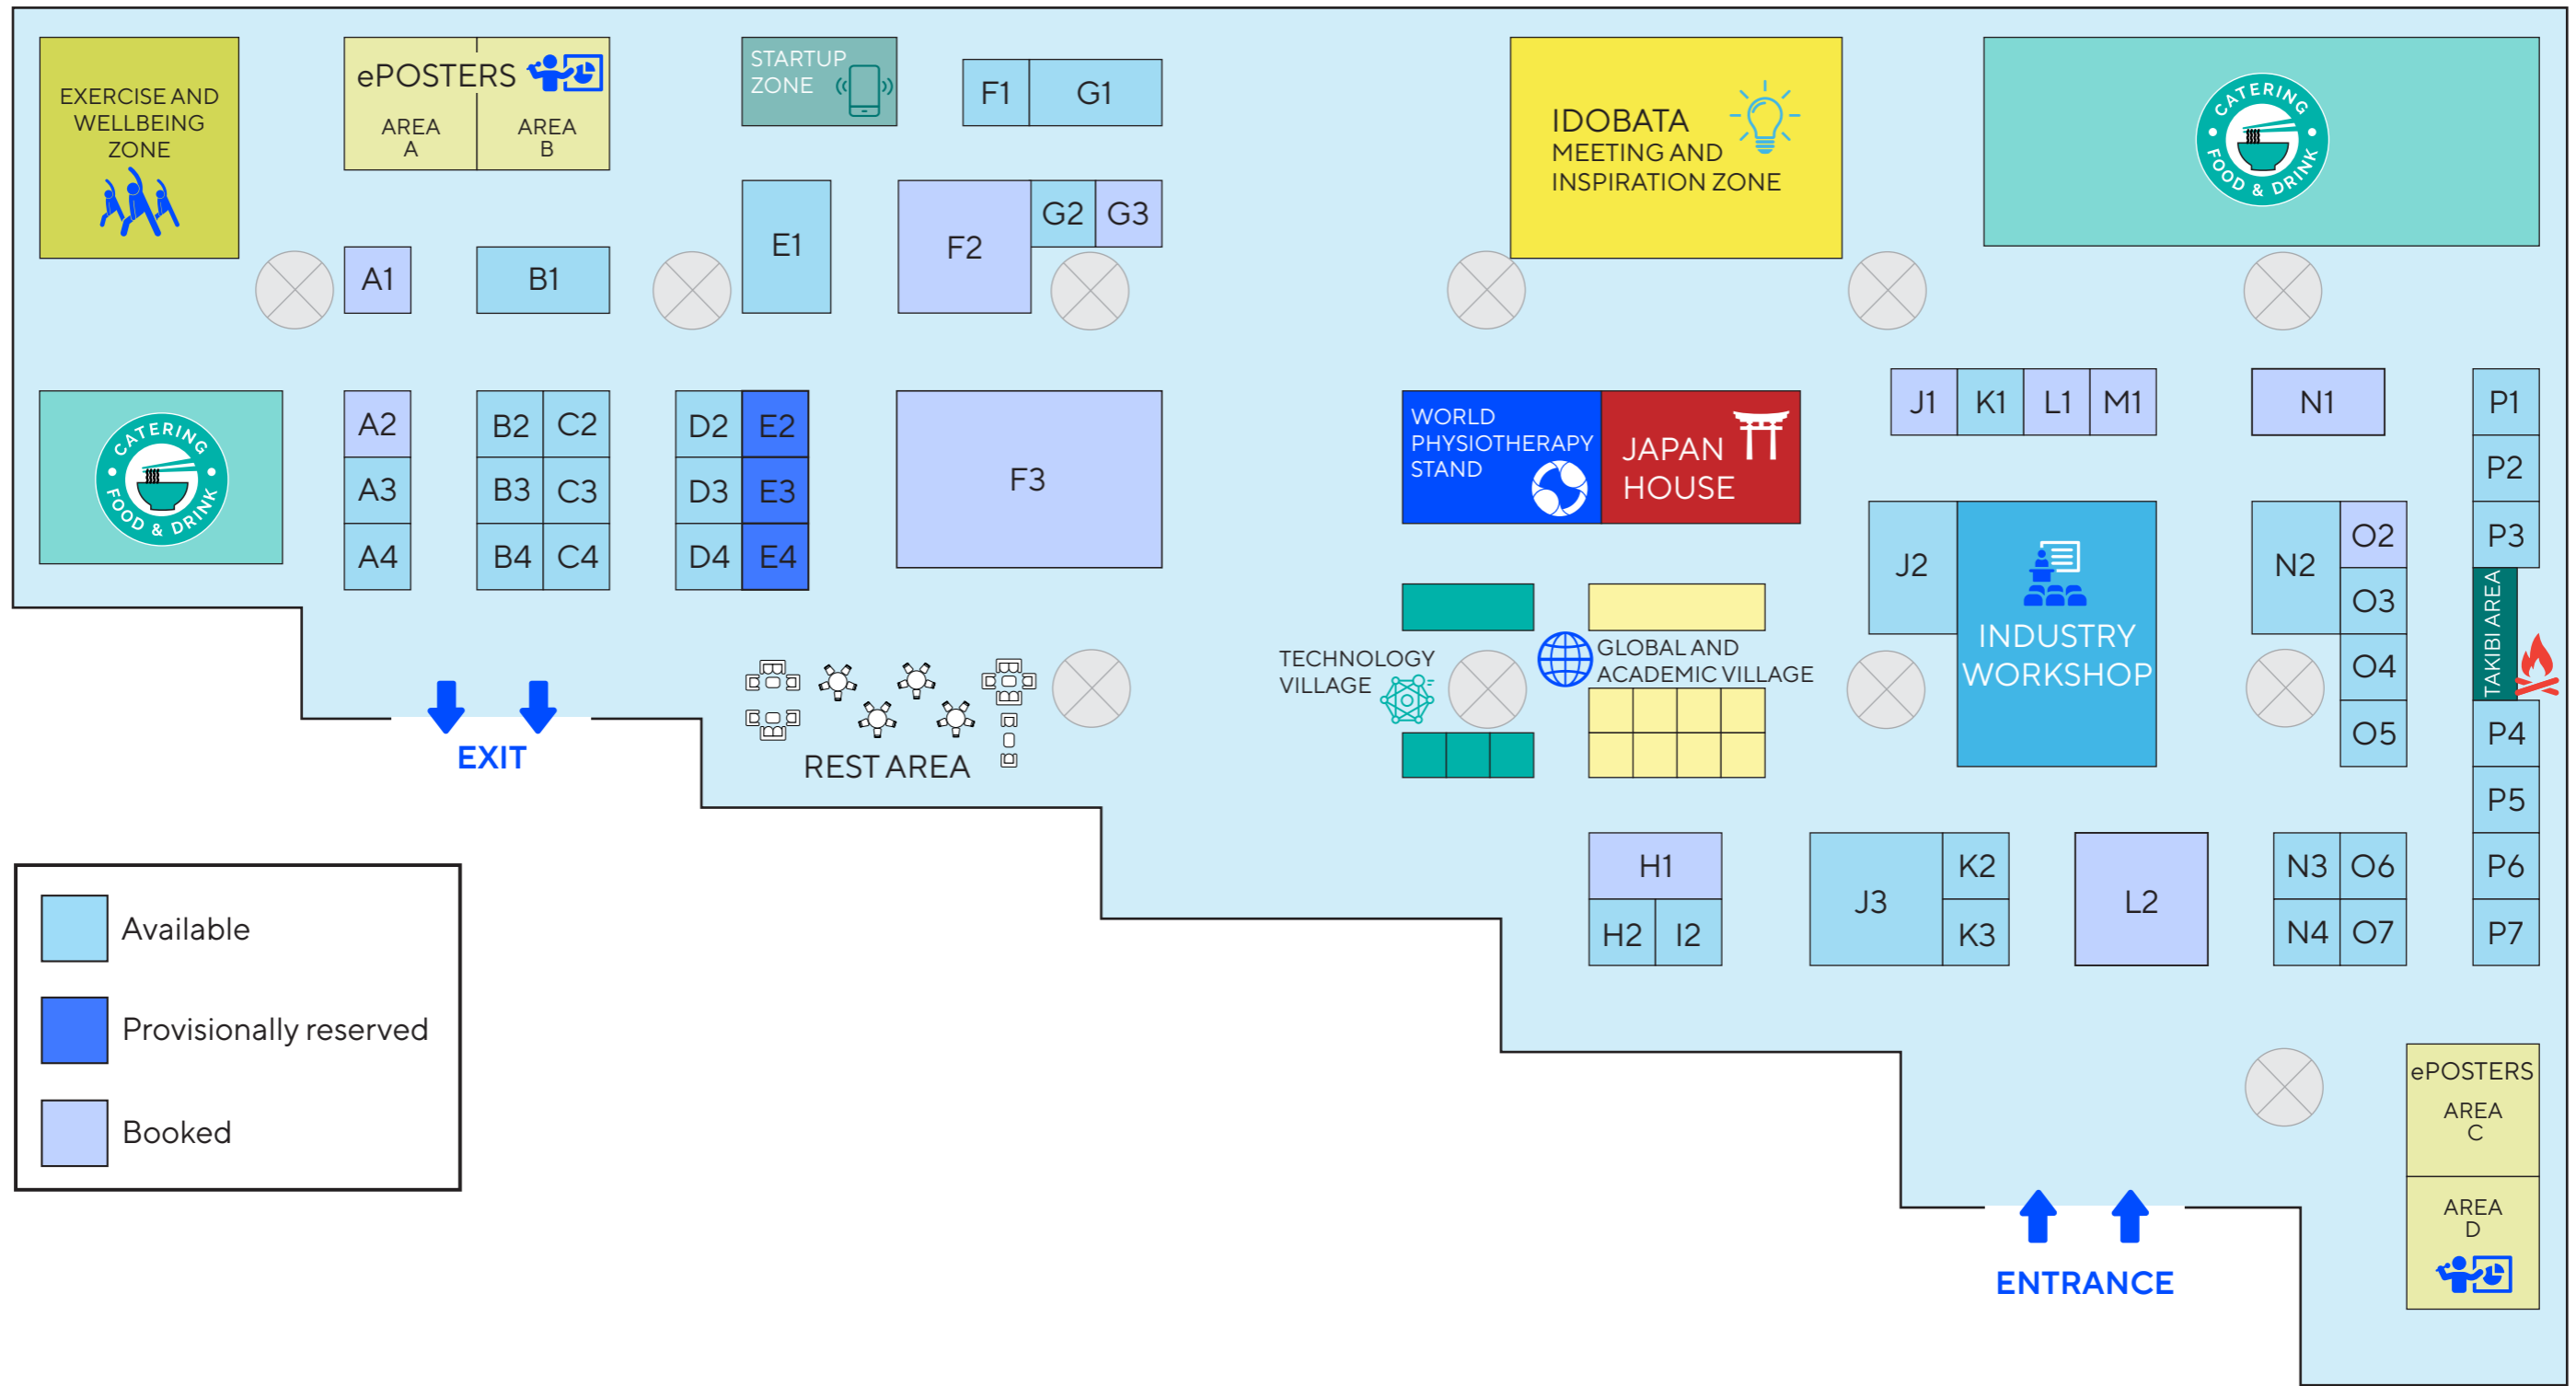 EXERCISE AND
WELLBEING
ZONE
ePOSTERS
AREA
A
AREA
B
STARTUP
ZONE
F1
G1
IDOBATA
MEETING AND
INSPIRATION ZONE
CATERING
FOOD & DRINK
E1
F2
G2
G3
A1
B1
CATERING
FOOD & DRINK
A2
A3
A4
B2
C2
B3
C3
B4
C4
D2
E2
D3
E3
D4
E4
F3
WORLD
PHYSIOTHERAPY
STAND
JAPAN
HOUSE
J1
K1
L1
M1
N1
P1
P2
P3
J2
INDUSTRY
WORKSHOP
N2
O2
O3
O4
O5
TAKIBI AREA
P4
P5
P6
P7
TECHNOLOGY
VILLAGE
GLOBAL AND
ACADEMIC VILLAGE
EXIT
REST AREA
H1
H2
I2
J3
K2
K3
L2
N3
O6
N4
O7
Available
Provisionally reserved
Booked
ePOSTERS
AREA
C
AREA
D
ENTRANCE